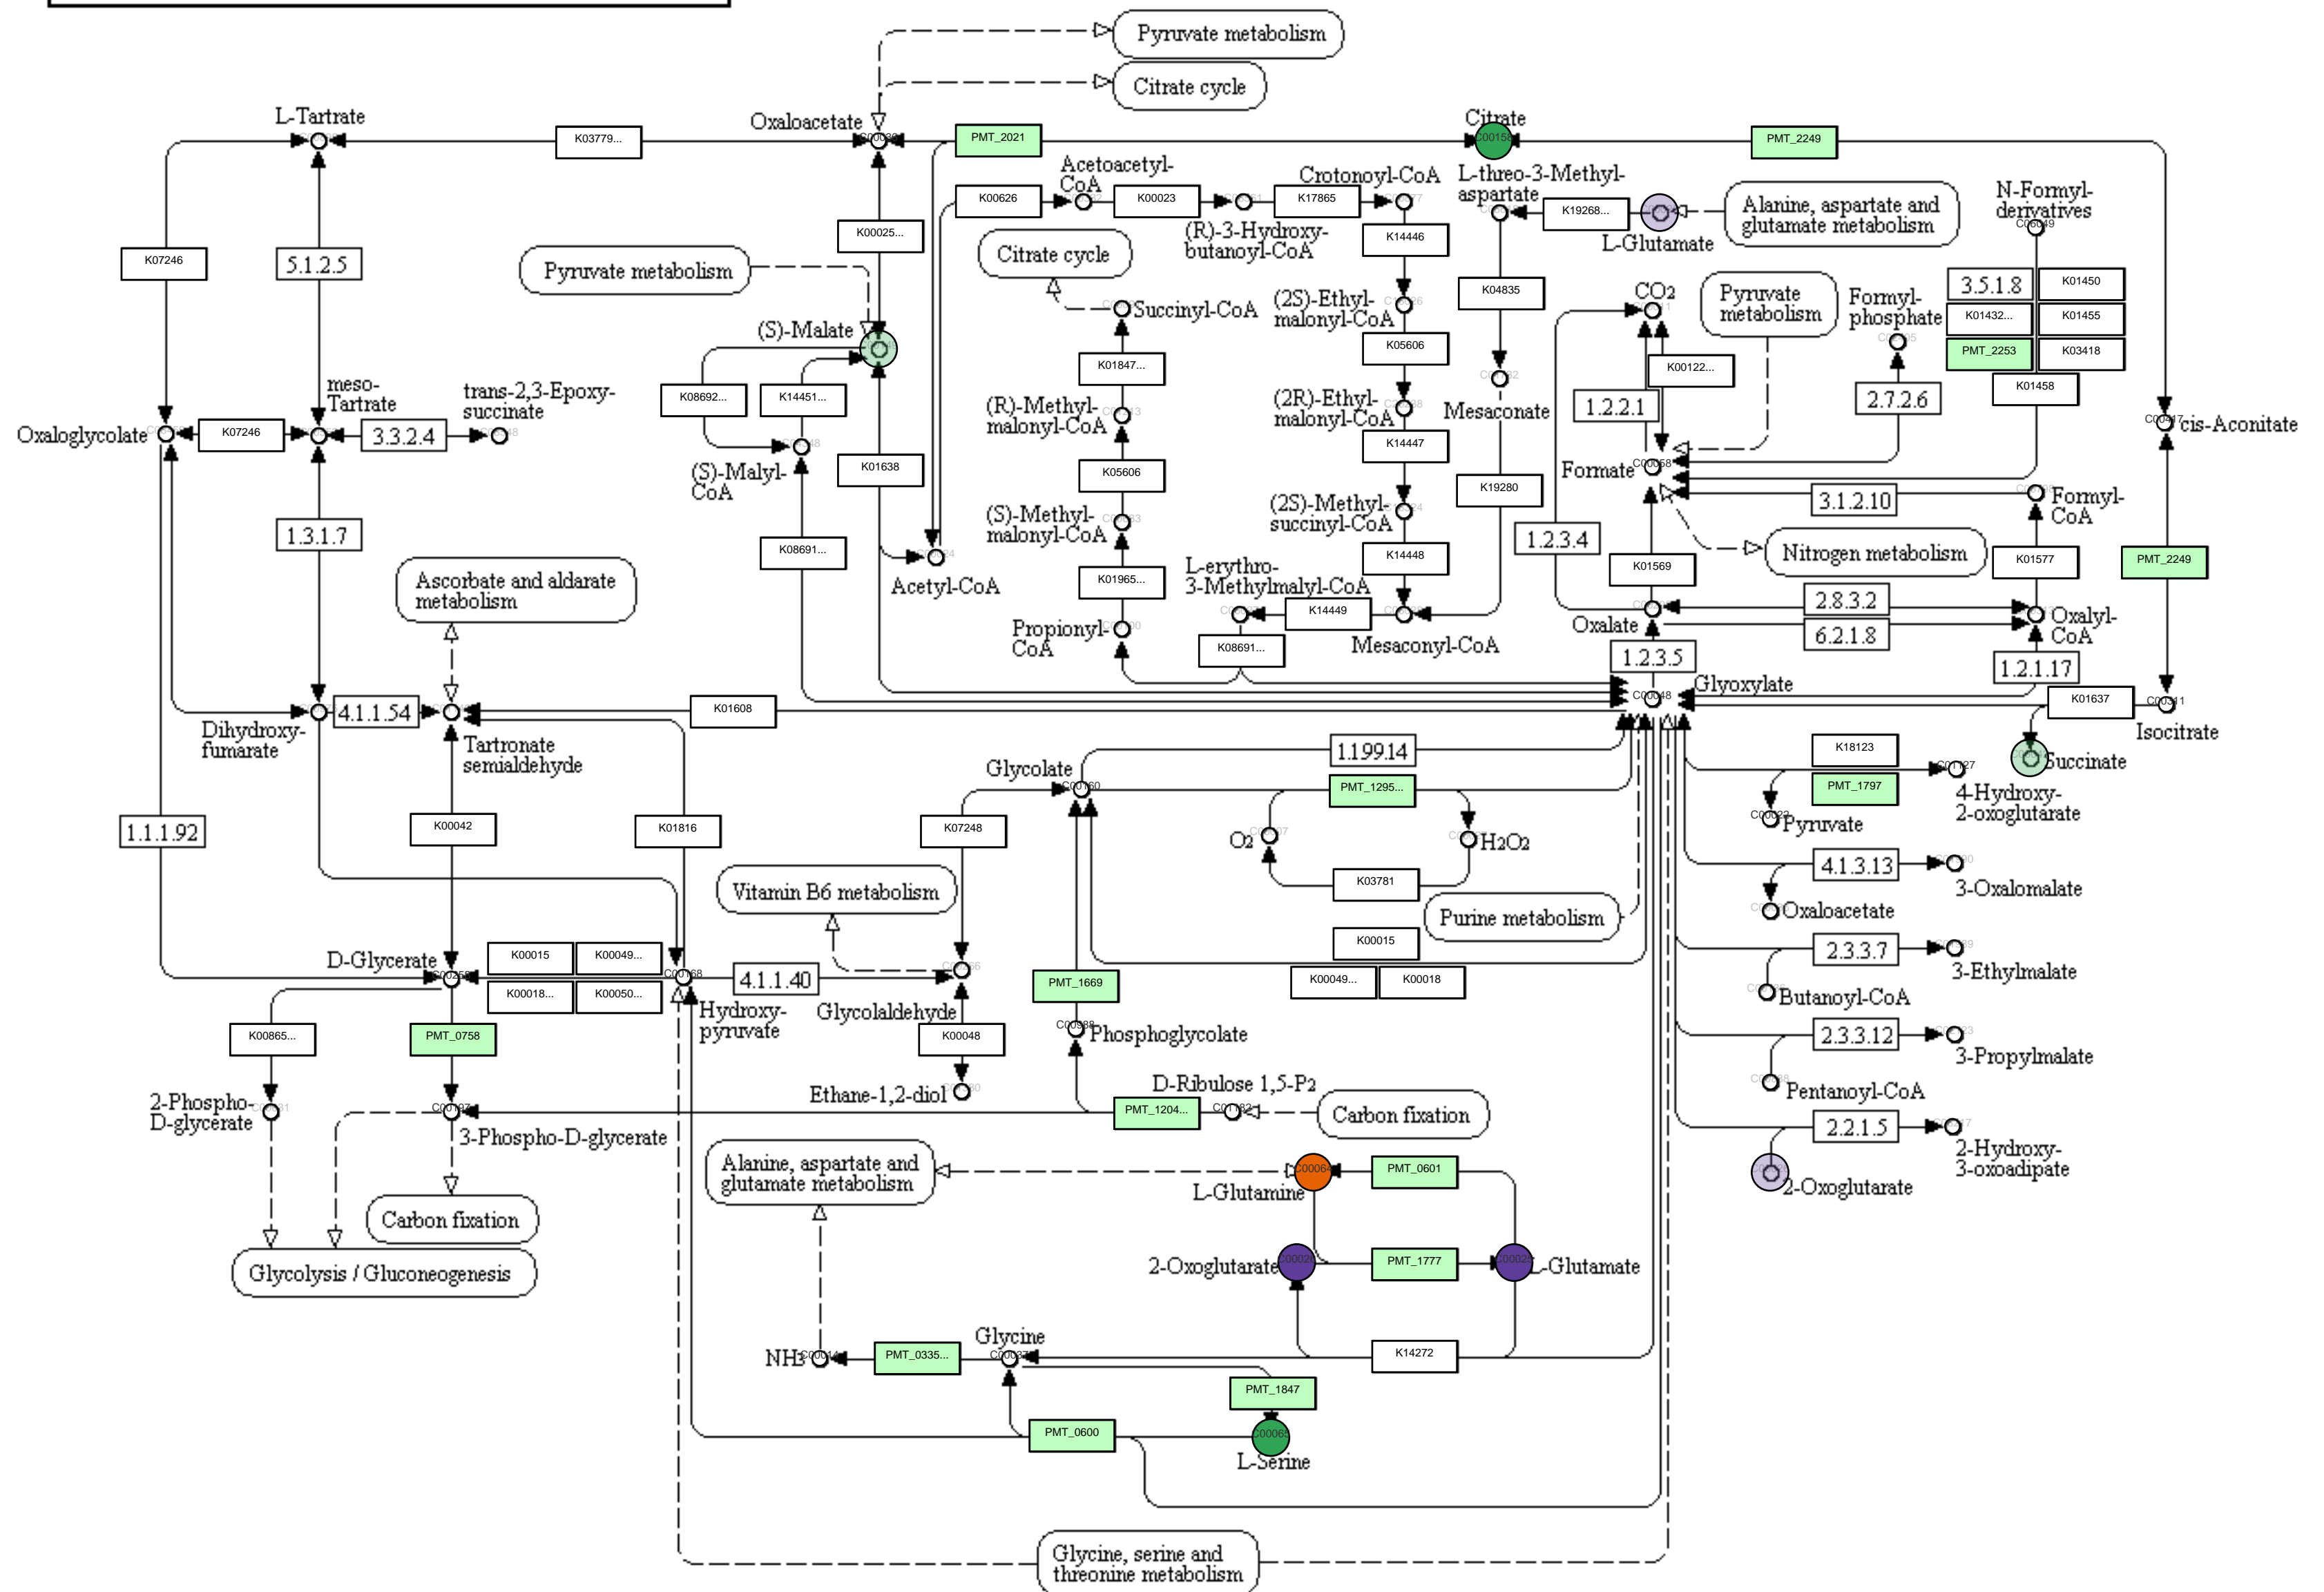 Pyruvate metabolism
Citrate cycle
L-Tartrate
Oxaloacetate
Citrate
K03779...
PMT_2021
C00158
PMT_2249
Acetoacetyl-
CoA
Crotonoyl-CoA
L-threo-3-Methyl-
aspartate
N-Formyl-
derivatives
K00626
K00023
K17865
K19268...
Alanine, aspartate and
glutamate metabolism
L-Glutamate
(R)-3-Hydroxy-
butanoyl-CoA
K00025...
K14446
K07246
5.1.2.5
Pyruvate metabolism
Citrate cycle
K04835
CO2
Pyruvate
metabolism
Formyl-
phosphate
3.5.1.8
K01450
K01432...
K01455
PMT_2253
K03418
K01458
(S)-Malate
Succinyl-CoA
(2S)-Ethyl-
malonyl-CoA
K05606
K00122...
K08692...
K14451...
K01847...
1.2.2.1
2.7.2.6
meso-
Tartrate
trans-2,3-Epoxy-
succinate
(R)-Methyl-
malonyl-CoA
(2R)-Ethyl-
malonyl-CoA
Mesaconate
Oxaloglycolate
K07246
3.3.2.4
cis-Aconitate
K14447
(S)-Malyl-
CoA
K01638
K05606
K19280
Formate
C00058
3.1.2.10
Formyl-
CoA
1.3.1.7
(S)-Methyl-
malonyl-CoA
(2S)-Methyl-
succinyl-CoA
1.2.3.4
Nitrogen metabolism
K08691...
K14448
K01569
K01577
PMT_2249
Ascorbate and aldarate
metabolism
Acetyl-CoA
K01965...
L-erythro-
3-Methylmalyl-CoA
K14449
2.8.3.2
Propionyl-
CoA
Oxalate
6.2.1.8
Oxalyl-
CoA
K08691...
Mesaconyl-CoA
1.2.3.5
1.2.1.17
Glyoxylate
C00048
Dihydroxy-
fumarate
4.1.1.54
K01608
K01637
C00311
Isocitrate
Tartronate
semialdehyde
1.1.99.14
K18123
Succinate
Glycolate
C00160
PMT_1295...
PMT_1797
4-Hydroxy-
2-oxoglutarate
1.1.1.92
K00042
K01816
K07248
O2
H2O2
C00022
Pyruvate
K03781
4.1.3.13
3-Oxalomalate
Vitamin B6 metabolism
Purine metabolism
Oxaloacetate
K00015
D-Glycerate
C00258
K00015
K00049...
C00168
4.1.1.40
2.3.3.7
3-Ethylmalate
K00018...
K00050...
PMT_1669
K00049...
K00018
Butanoyl-CoA
Hydroxy-
pyruvate
Glycolaldehyde
K00865...
PMT_0758
K00048
C00988
Phosphoglycolate
2.3.3.12
3-Propylmalate
Pentanoyl-CoA
2-Phospho-
D-glycerate
C00197
3-Phospho-D-glycerate
Ethane-1,2-diol
D-Ribulose 1,5-P2
PMT_1204...
C01182
Carbon fixation
2.2.1.5
2-Hydroxy-
3-oxoadipate
Alanine, aspartate and
glutamate metabolism
C00064
PMT_0601
L-Glutamine
2-Oxoglutarate
Carbon fixation
Glycolysis / Gluconeogenesis
2-Oxoglutarate
PMT_1777
L-Glutamate
NH3
C00014
PMT_0335...
Glycine
C00037
K14272
PMT_1847
PMT_0600
C00065
L-Serine
Glycine, serine and
threonine metabolism